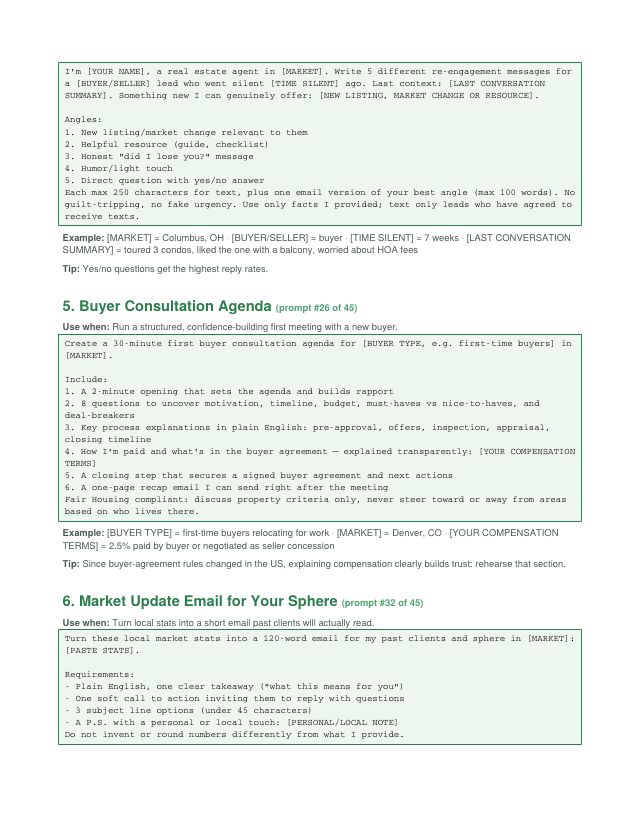 I'm [YOUR NAME], a real estate agent in [MARKET]. Write 5 different re-engagement messages for
a [BUYER/SELLER] lead who went silent [TIME SILENT] ago. Last context: [LAST CONVERSATION
SUMMARY]. Something new I can genuinely offer: [NEW LISTING, MARKET CHANGE OR RESOURCE].
Angles:
1. New listing/market change relevant to them
2. Helpful resource (guide, checklist)
3. Honest "did I lose you?" message
4. Humor/light touch
5. Direct question with yes/no answer
Each max 250 characters for text, plus one email version of your best angle (max 100 words). No
guilt-tripping, no fake urgency. Use only facts I provided; text only leads who have agreed to
receive texts.
Example: [MARKET] = Columbus, OH · [BUYER/SELLER] = buyer · [TIME SILENT] = 7 weeks · [LAST CONVERSATION
SUMMARY] = toured 3 condos, liked the one with a balcony, worried about HOA fees
Tip: Yes/no questions get the highest reply rates.
5. Buyer Consultation Agenda (prompt #26 of 45)
Use when: Run a structured, confidence-building first meeting with a new buyer.
Create a 30-minute first buyer consultation agenda for [BUYER TYPE, e.g. first-time buyers] in
[MARKET].
Include:
1. A 2-minute opening that sets the agenda and builds rapport
2. 8 questions to uncover motivation, timeline, budget, must-haves vs nice-to-haves, and
deal-breakers
3. Key process explanations in plain English: pre-approval, offers, inspection, appraisal,
closing timeline
4. How I'm paid and what's in the buyer agreement — explained transparently: [YOUR COMPENSATION
TERMS]
5. A closing step that secures a signed buyer agreement and next actions
6. A one-page recap email I can send right after the meeting
Fair Housing compliant: discuss property criteria only, never steer toward or away from areas
based on who lives there.
Example: [BUYER TYPE] = first-time buyers relocating for work · [MARKET] = Denver, CO · [YOUR COMPENSATION
TERMS] = 2.5% paid by buyer or negotiated as seller concession
Tip: Since buyer-agreement rules changed in the US, explaining compensation clearly builds trust: rehearse that section.
6. Market Update Email for Your Sphere (prompt #32 of 45)
Use when: Turn local stats into a short email past clients will actually read.
Turn these local market stats into a 120-word email for my past clients and sphere in [MARKET]:
[PASTE STATS].
Requirements:
- Plain English, one clear takeaway ("what this means for you")
- One soft call to action inviting them to reply with questions
- 3 subject line options (under 45 characters)
- A P.S. with a personal or local touch: [PERSONAL/LOCAL NOTE]
Do not invent or round numbers differently from what I provide.